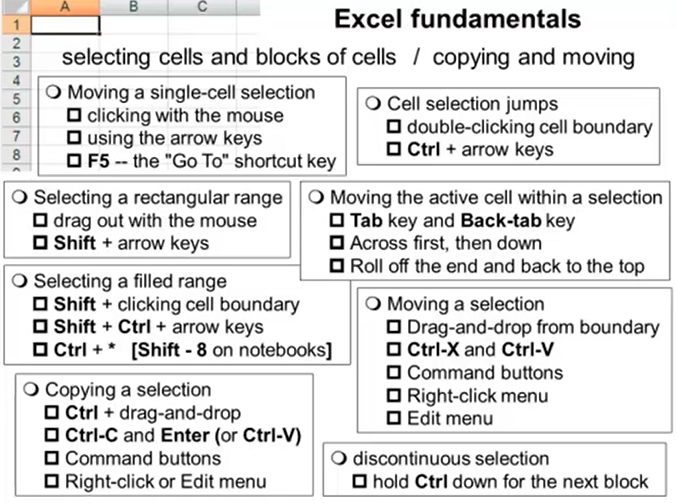 A B C
Excel fundamentals
1
2
3
4
5
6
7
8
selecting cells and blocks of cells / copying and moving
Moving a single-cell selection
clicking with the mouse
using the arrow keys
F5 -- the "Go To" shortcut key
Cell selection jumps
double-clicking cell boundary
Ctrl + arrow keys
Selecting a rectangular range
drag out with the mouse
Shift + arrow keys
Moving the active cell within a selection
Tab key and Back-tab key
Across first, then down
Roll off the end and back to the top
Selecting a filled range
Shift + clicking cell boundary
Shift + Ctrl + arrow keys
Ctrl + * [Shift - 8 on notebooks]
Moving a selection
Drag-and-drop from boundary
Ctrl-X and Ctrl-V
Command buttons
Right-click menu
Edit menu
Copying a selection
Ctrl + drag-and-drop
Ctrl-C and Enter (or Ctrl-V)
Command buttons
Right-click or Edit menu
discontinuous selection
hold Ctrl down for the next block